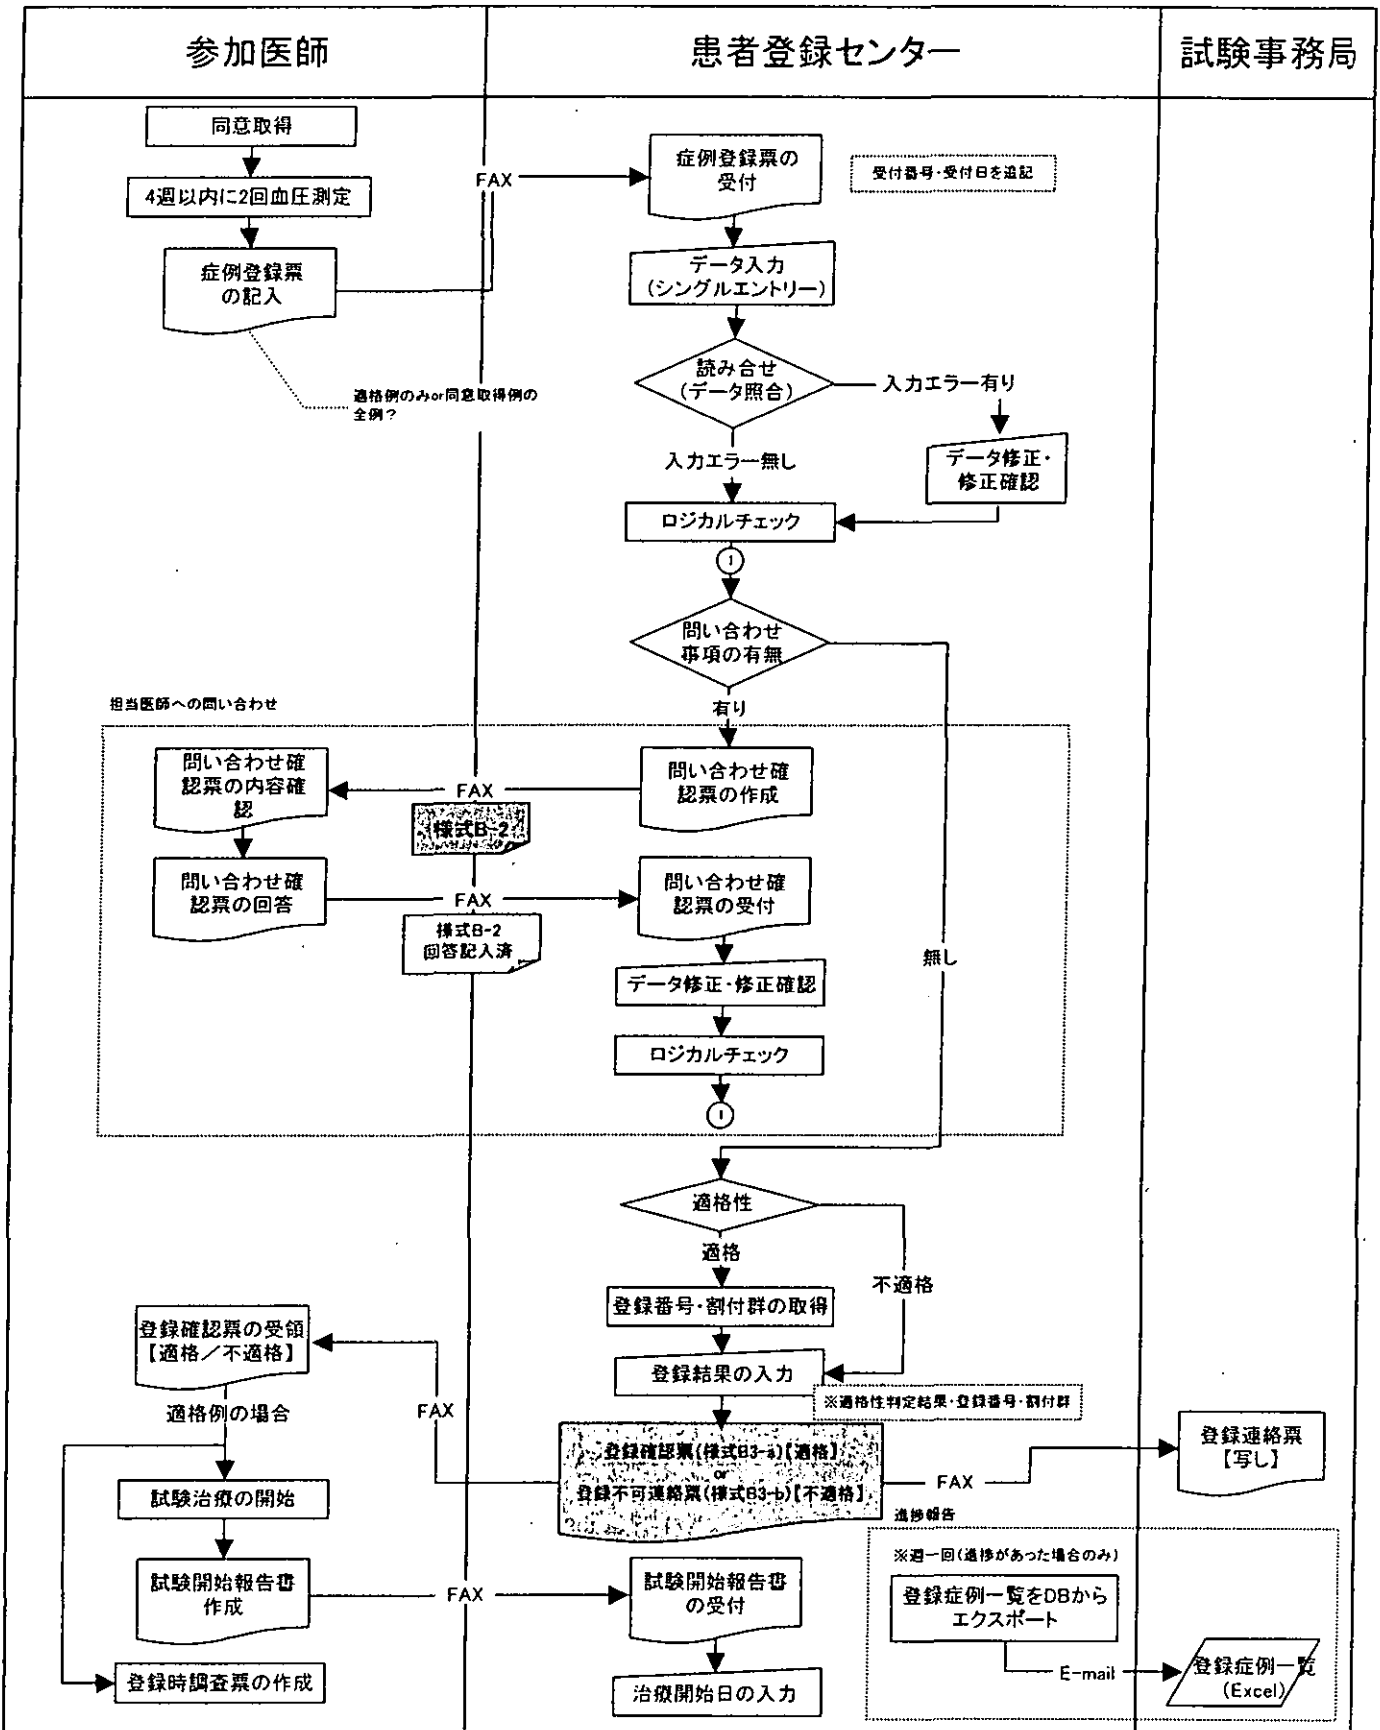 参加医師
患者登録センター
試験事務局
同意取得
4週以内に2回血圧測定
症例登録票
の記入
適格例のみor同意取得例の
全例？
FAX
症例登録票の
受付
受付番号・受付日を追記
データ入力
(シングルエントリー)
読み合せ
(データ照合)
入力エラー有り
入力エラー無し
データ修正・
修正確認
ロジカルチェック
1
問い合わせ
事項の有無
有り
無し
担当医師への問い合わせ
問い合わせ確
認票の内容確
認
FAX
問い合わせ確
認票の作成
様式B-2
問い合わせ確
認票の回答
FAX
問い合わせ確
認票の受付
様式B-2
回答記入済
データ修正・修正確認
ロジカルチェック
1
適格性
適格
不適格
登録番号・割付群の取得
登録確認票の受領
【適格／不適格】
登録結果の入力
※適格性判定結果・登録番号・割付群
適格例の場合
FAX
登録確認票(様式B3-a)【適格】
or
登録不可連絡票(様式B3-b)【不適格】
FAX
登録連絡票
【写し】
試験治療の開始
進捗報告
※週一回(進捗があった場合のみ)
試験開始報告書
作成
FAX
試験開始報告書
の受付
登録症例一覧をDBから
エクスポート
登録時調査票の作成
治療開始日の入力
E-mail
登録症例一覧
(Excel)